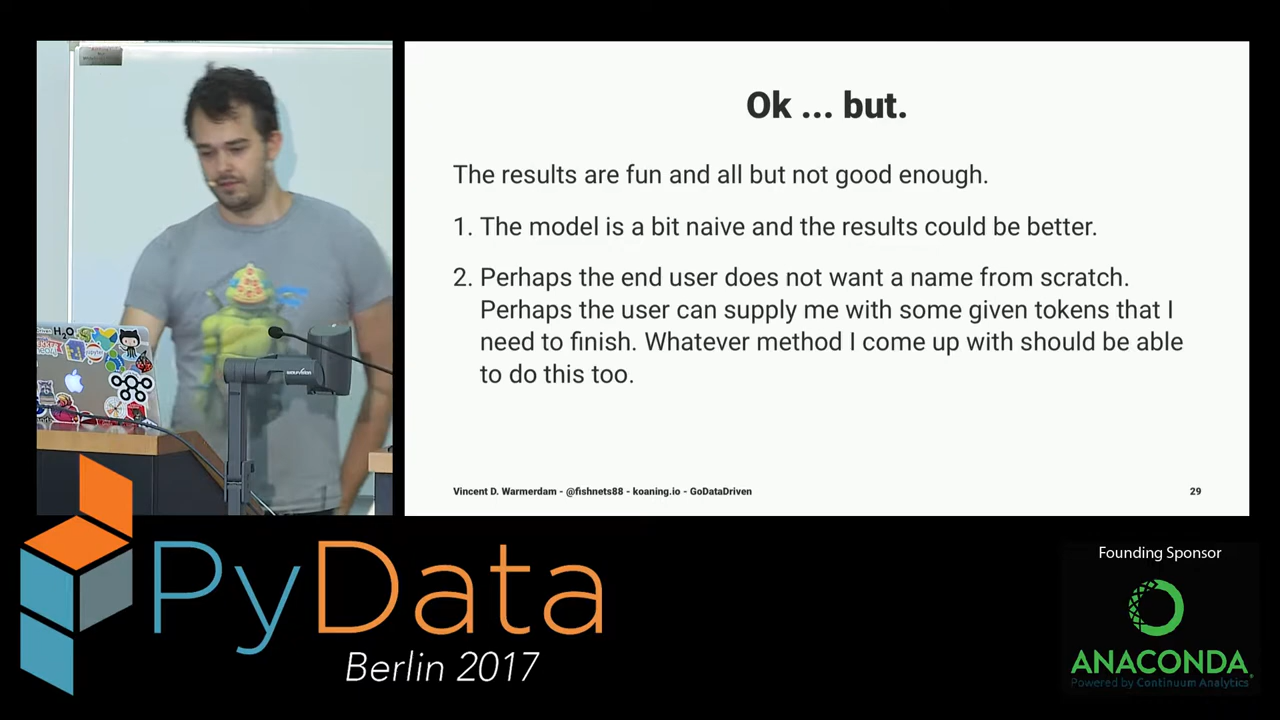 Ok ... but.
The results are fun and all but not good enough.
1. The model is a bit naive and the results could be better.
2. Perhaps the end user does not want a name from scratch.
Perhaps the user can supply me with some given tokens that I
need to finish. Whatever method I come up with should be able
to do this too.
Vincent D. Warmerdam - @fishnets88 - koaning.io - GoDataDriven
29
H2O
jupyter
PyData
Berlin 2017
Founding Sponsor
ANACONDA
Powered by Continuum Analytics